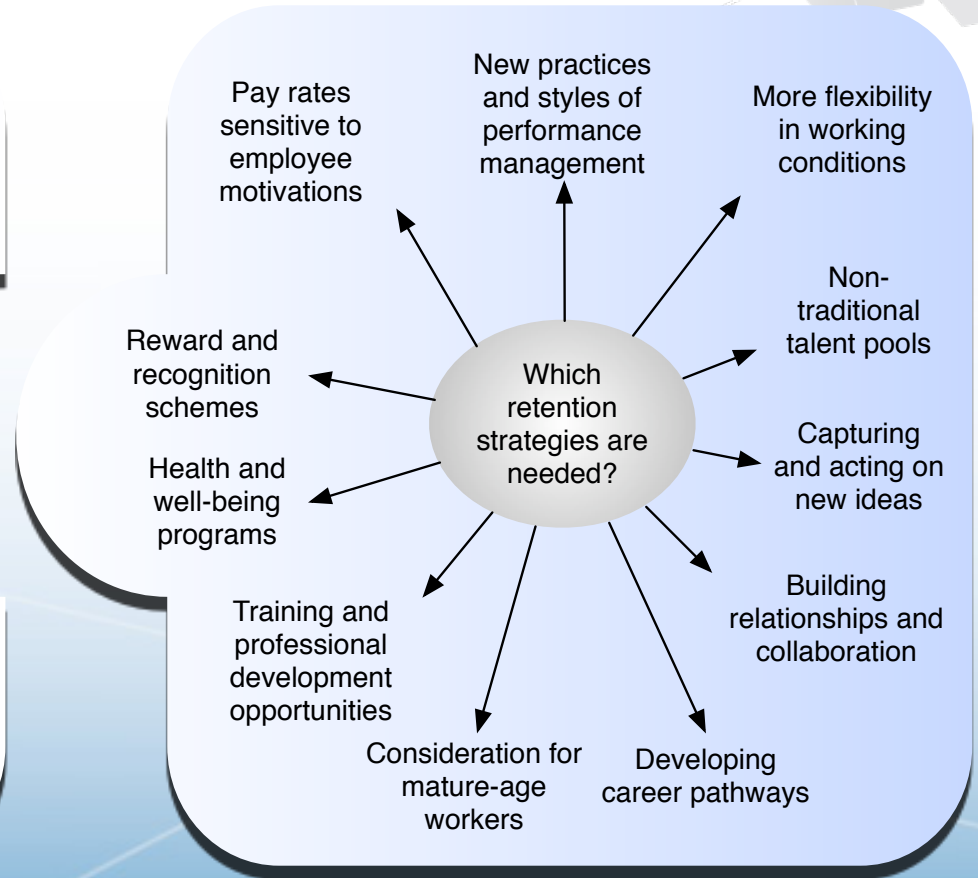 Pay rates
sensitive to
employee
motivations
New practices
and styles of
performance
management
More flexibility
in working
conditions
Non-
traditional
talent pools
Reward and
recognition
schemes
Which
retention
strategies are
needed?
Capturing
and acting on
new ideas
Health and
well-being
programs
Building
relationships and
collaboration
Training and
professional
development
opportunities
Consideration for
mature-age
workers
Developing
career pathways